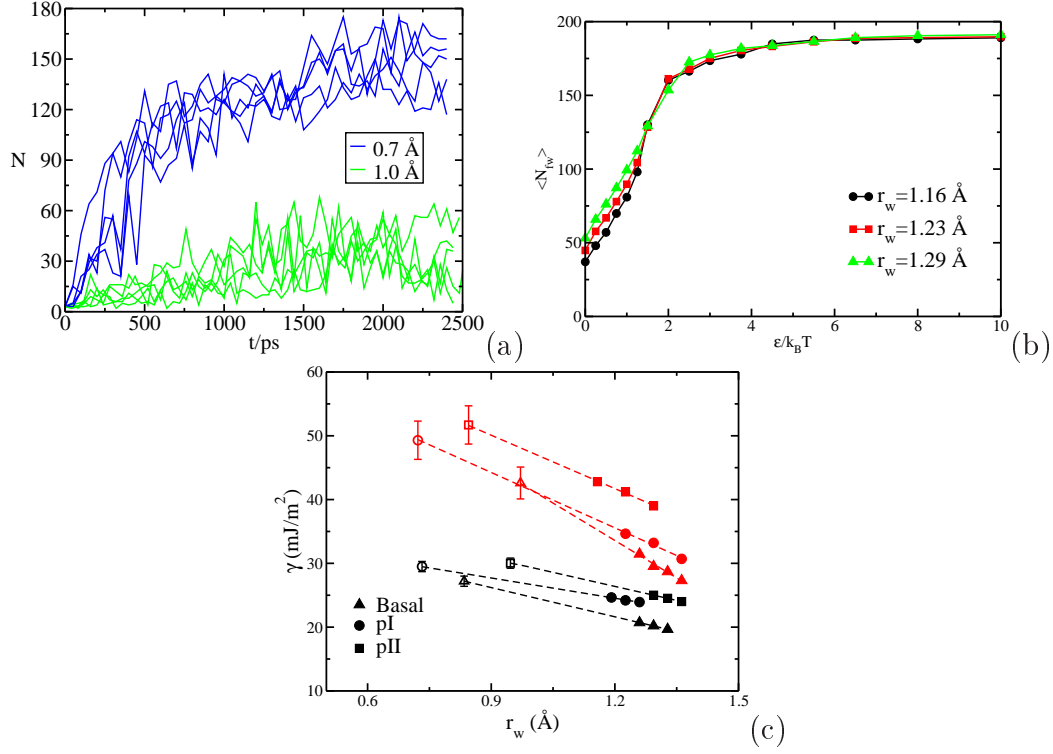 180
150
120
90
60
30
0
N
0.7 Å
1.0 Å
0 500 1000 1500 2000 2500
t/ps
(a)
200
150
100
50
0
<N_fw>
r_w=1.16 Å
r_w=1.23 Å
r_w=1.29 Å
0 2 4 6 8 10
ε/k_BT
(b)
60
50
40
30
20
10
γ (mJ/m²)
Basal
pI
pII
0.6 0.9 1.2 1.5
r_w (Å)
(c)